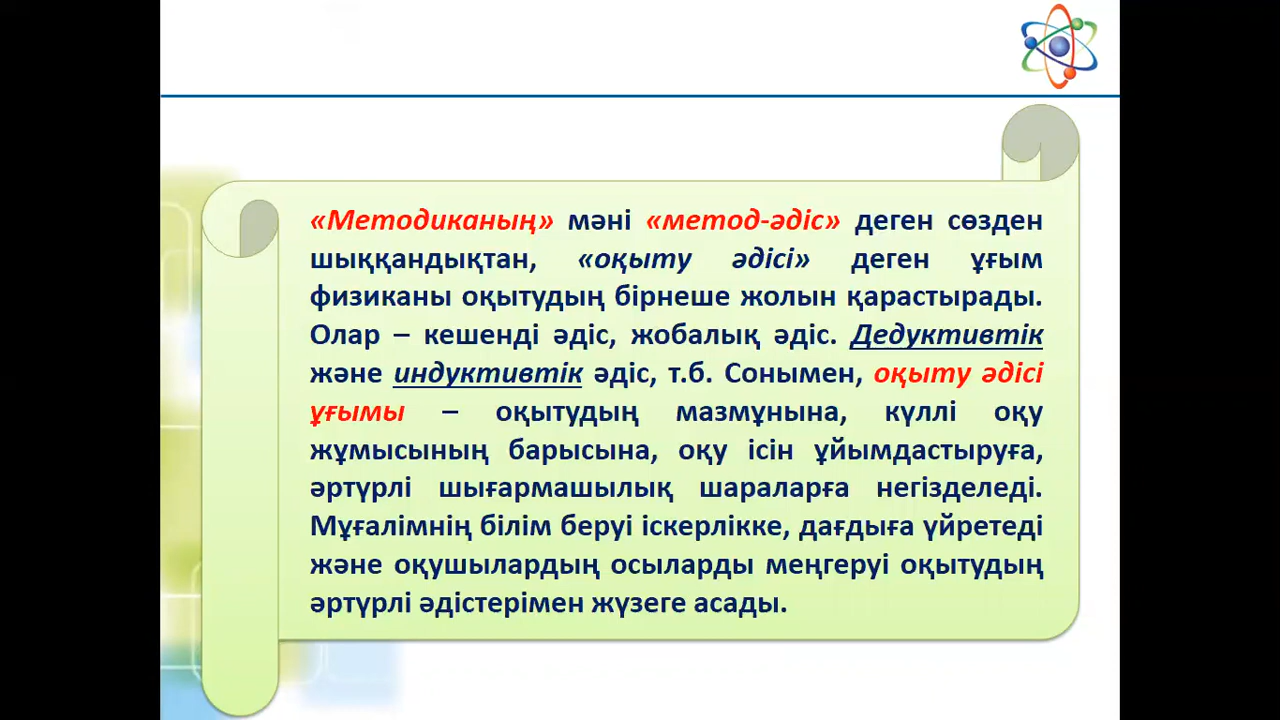 «Методиканың» мәні «метод-әдіс» деген сөзден
шыққандықтан, «оқыту әдісі» деген ұғым
физиканы оқытудың бірнеше жолын қарастырады.
Олар – кешенді әдіс, жобалық әдіс. Дедуктивтік
және индуктивтік әдіс, т.б. Сонымен, оқыту әдісі
ұғымы – оқытудың мазмұнына, күллі оқу
жұмысының барысына, оқу ісін ұйымдастыруға,
әртүрлі шығармашылық шараларға негізделеді.
Мұғалімнің білім беруі іскерлікке, дағдыға үйретеді
және оқушылардың осыларды меңгеруі оқытудың
әртүрлі әдістерімен жүзеге асады.